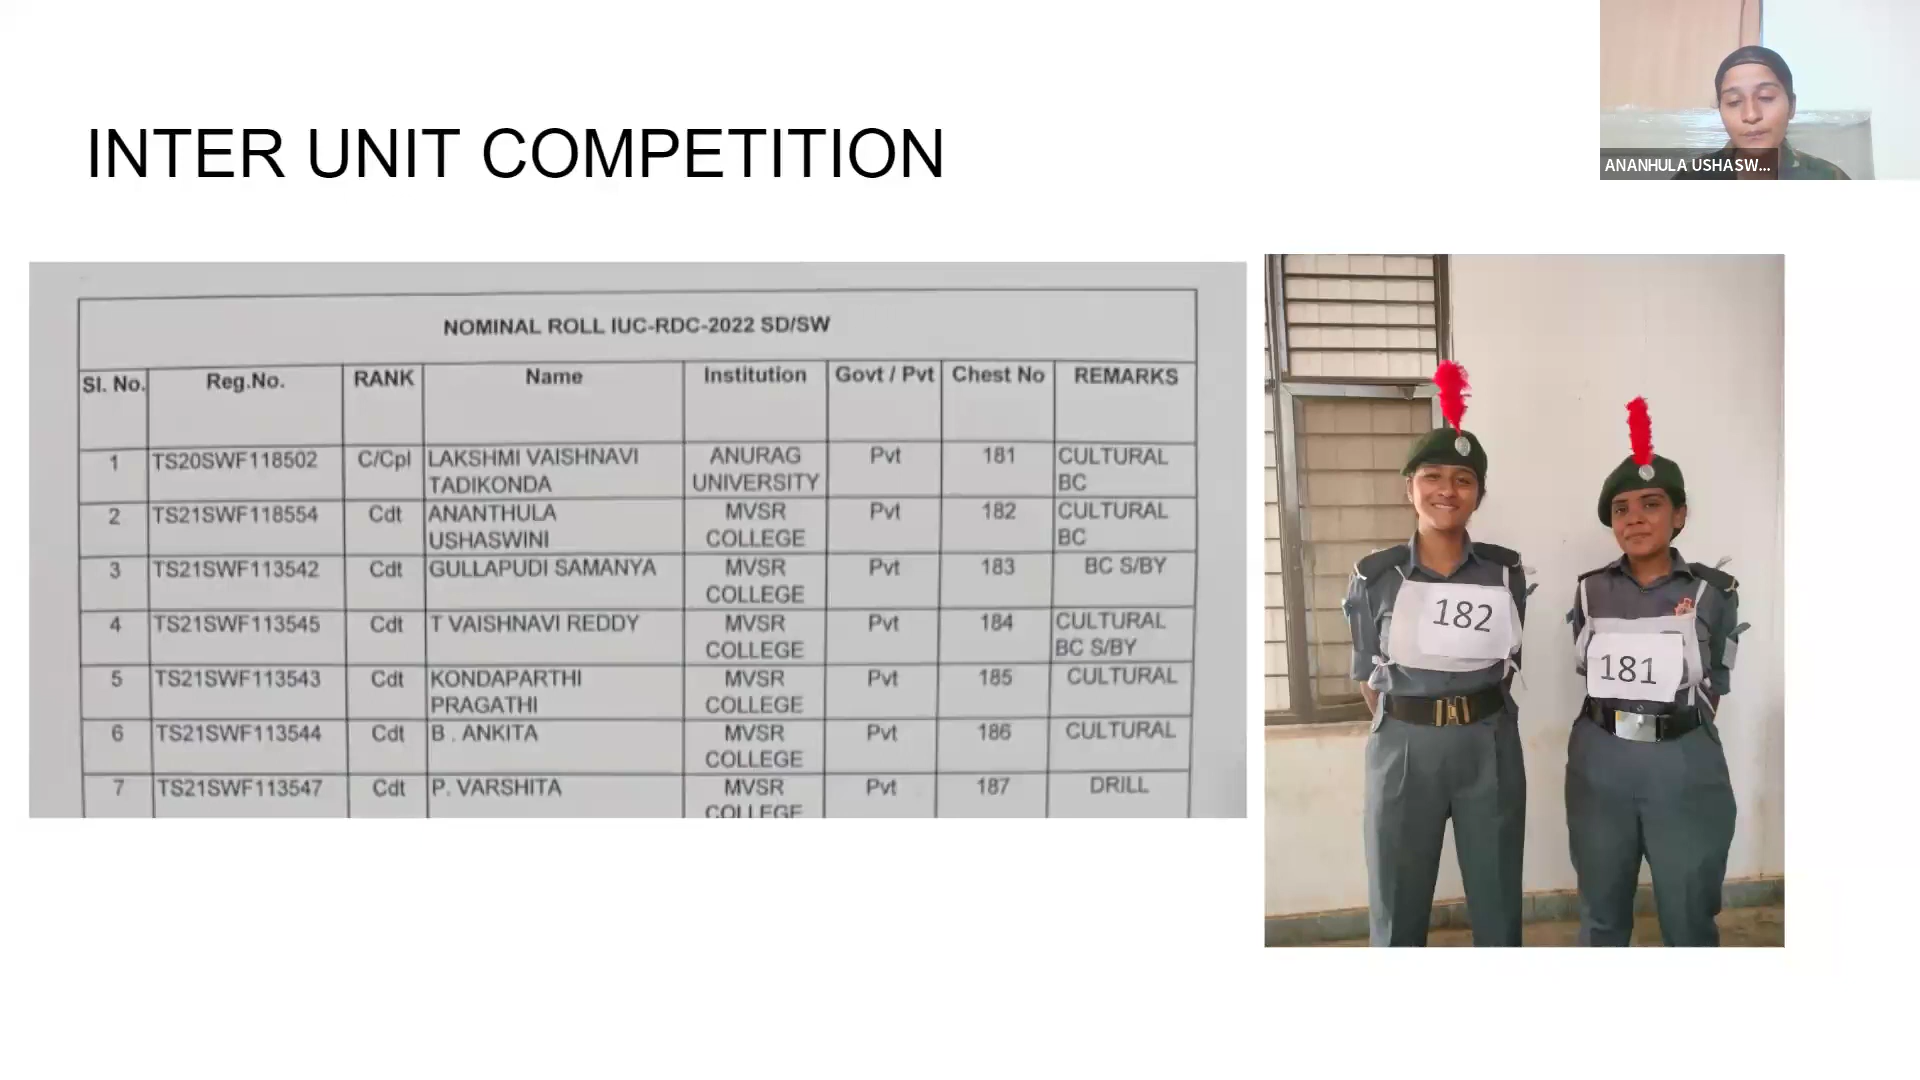 INTER UNIT COMPETITION
ANANHULA USHASW...
NOMINAL ROLL IUC-RDC-2022 SD/SW
Sl. No. Reg.No. RANK Name Institution Govt / Pvt Chest No REMARKS
1 TS20SWF118502 C/Cpl LAKSHMI VAISHNAVI ANURAG Pvt 181 CULTURAL
TADIKONDA UNIVERSITY BC
2 TS21SWF118554 Cdt ANANTHULA MVSR Pvt 182 CULTURAL
USHASWINI COLLEGE BC
3 TS21SWF113542 Cdt GULLAPUDI SAMANYA MVSR Pvt 183 BC S/BY
COLLEGE
4 TS21SWF113545 Cdt T VAISHNAVI REDDY MVSR Pvt 184 CULTURAL
COLLEGE BC S/BY
5 TS21SWF113543 Cdt KONDAPARTHI MVSR Pvt 185 CULTURAL
PRAGATHI COLLEGE
6 TS21SWF113544 Cdt B . ANKITA MVSR Pvt 186 CULTURAL
COLLEGE
7 TS21SWF113547 Cdt P. VARSHITA MVSR Pvt 187 DRILL
COLLEGE
182
181